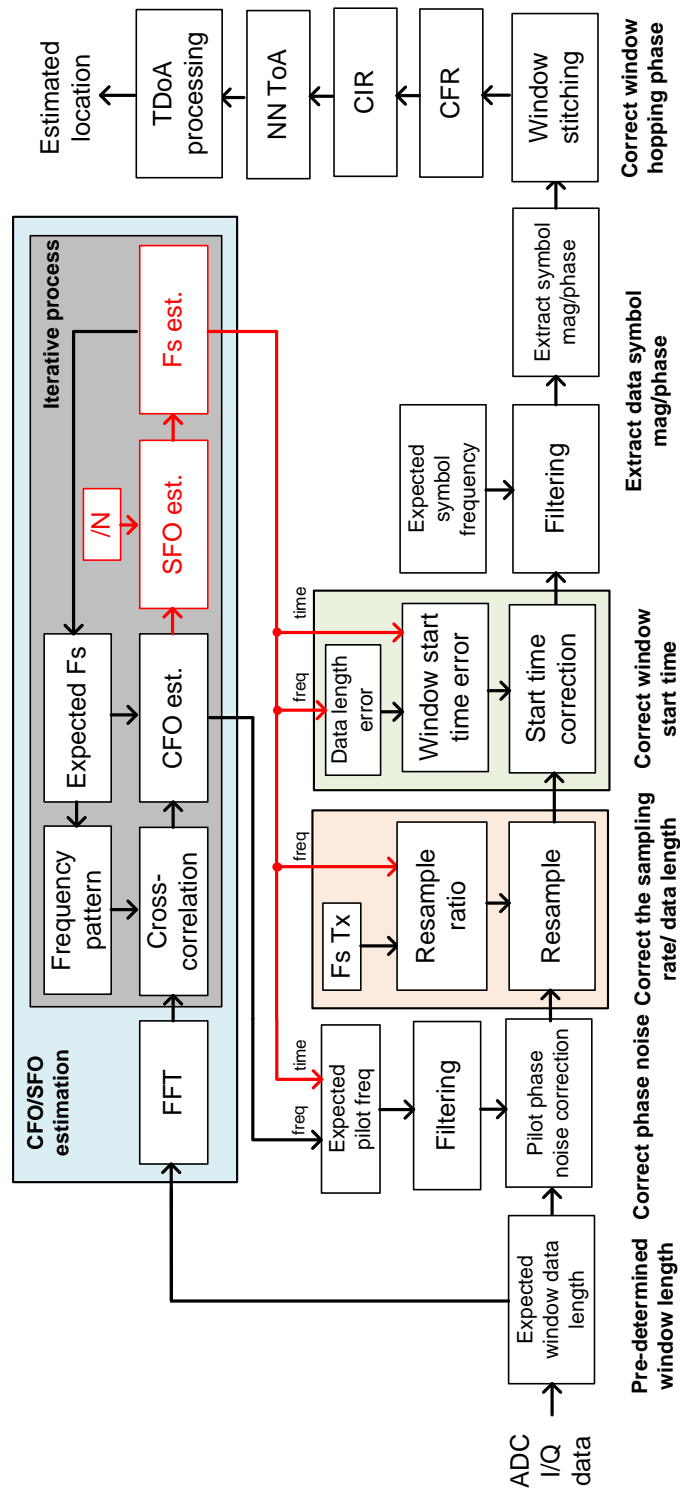 CFO/SFO
estimation
Iterative process
Frequency
pattern
Expected Fs
/N
FFT
Cross-
correlation
CFO est.
SFO est.
Fs est.
Estimated
location
TDoA
processing
NN ToA
CIR
CFR
Window
stitching
Correct window
hopping phase
freq
time
freq
freq
time
Expected
pilot freq
Filtering
Pilot phase
noise correction
Fs Tx
Resample
ratio
Resample
Data length
error
Window start
time error
Start time
correction
Expected
symbol
frequency
Filtering
Extract symbol
mag/phase
ADC
I/Q
data
Expected
window data
length
Pre-determined
window length
Correct phase noise
Correct the sampling
rate/ data length
Correct window
start time
Extract data symbol
mag/phase